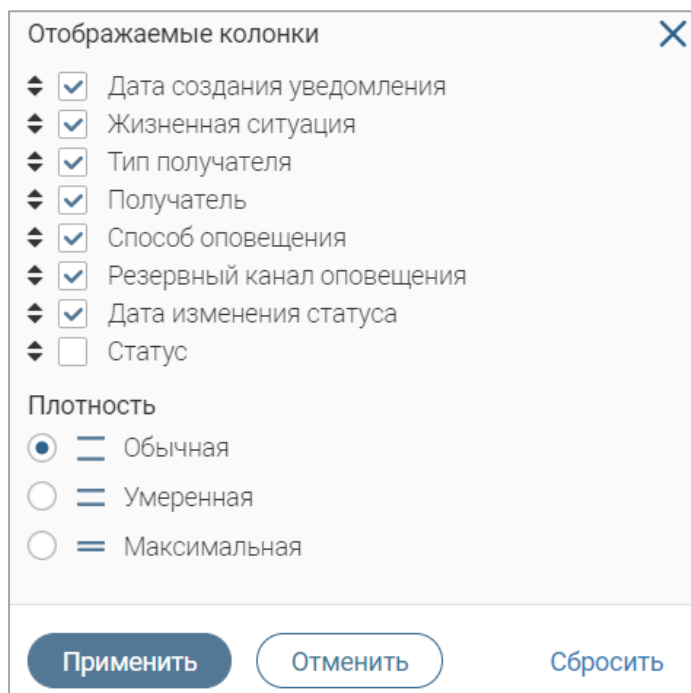 Отображаемые колонки
Дата создания уведомления
Жизненная ситуация
Тип получателя
Получатель
Способ оповещения
Резервный канал оповещения
Дата изменения статуса
Статус
Плотность
Обычная
Умеренная
Максимальная
Применить Отменить Сбросить